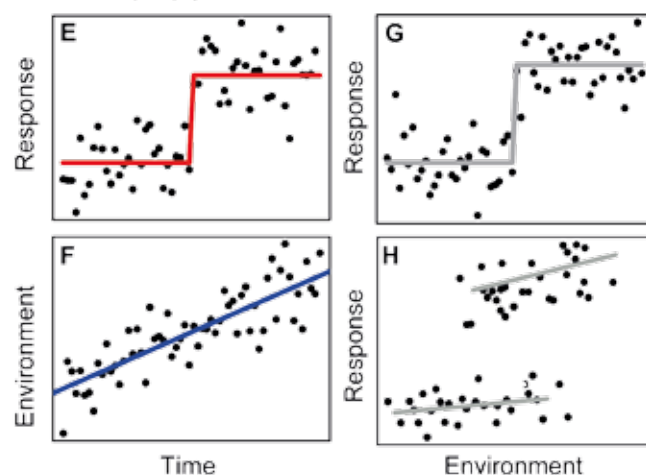 E
G
Response
Response
F
H
Environment
Response
Time
Environment